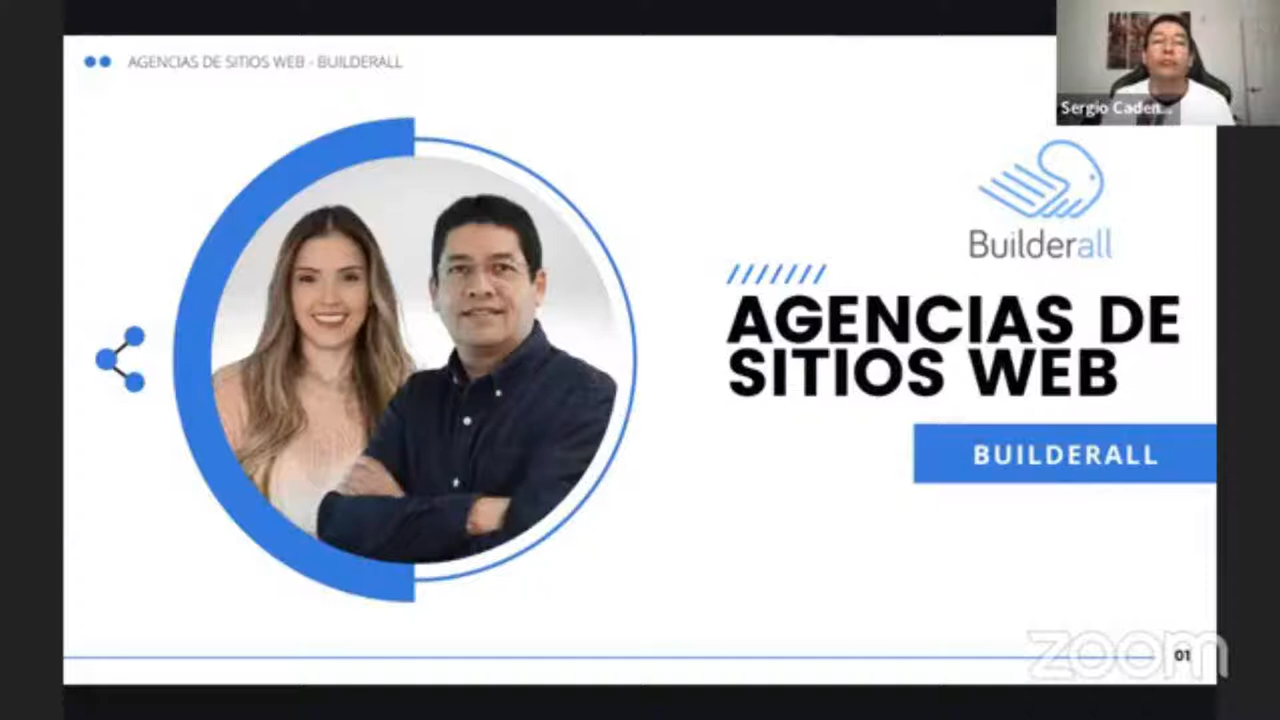 AGENCIAS DE SITIOS WEB - BUILDERALL
Sergio Caden...
Builderall
AGENCIAS DE
SITIOS WEB
BUILDERALL
zoom
01